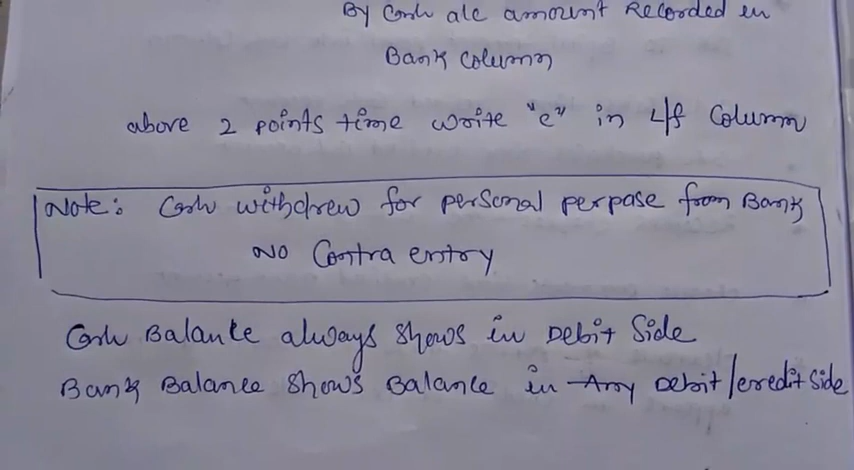 By Cash a/c amount Recorded in
Bank Column
above 2 points time write "c" in L/f Column
Note: Cash withdrew for personal perpase from Bank
No Contra entry
Cash Balance always shows in Debit Side
Bank Balance shows Balance in Any Debit/credit side